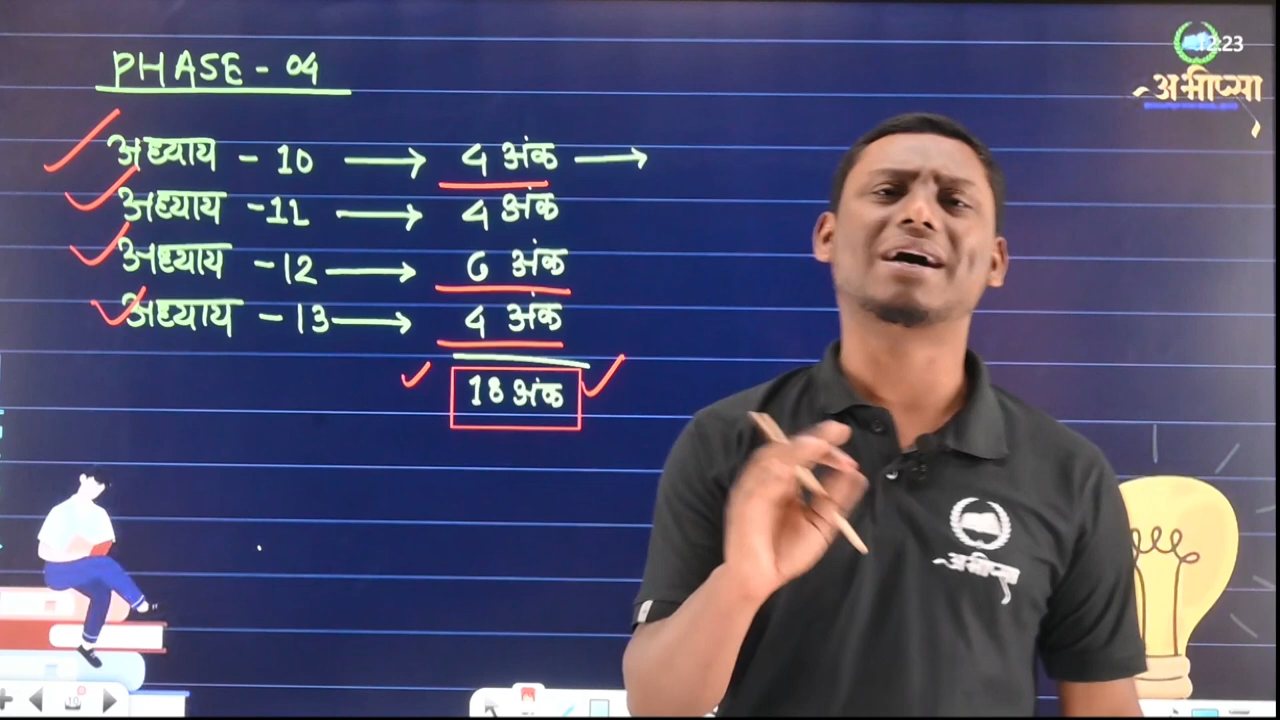 PHASE - 04
12:23
अभीप्सा
अध्याय - 10 → 4 अंक →
अध्याय - 11 → 4 अंक
अध्याय - 12 → 6 अंक
अध्याय - 13 → 4 अंक
18 अंक
अभीप्सा
10